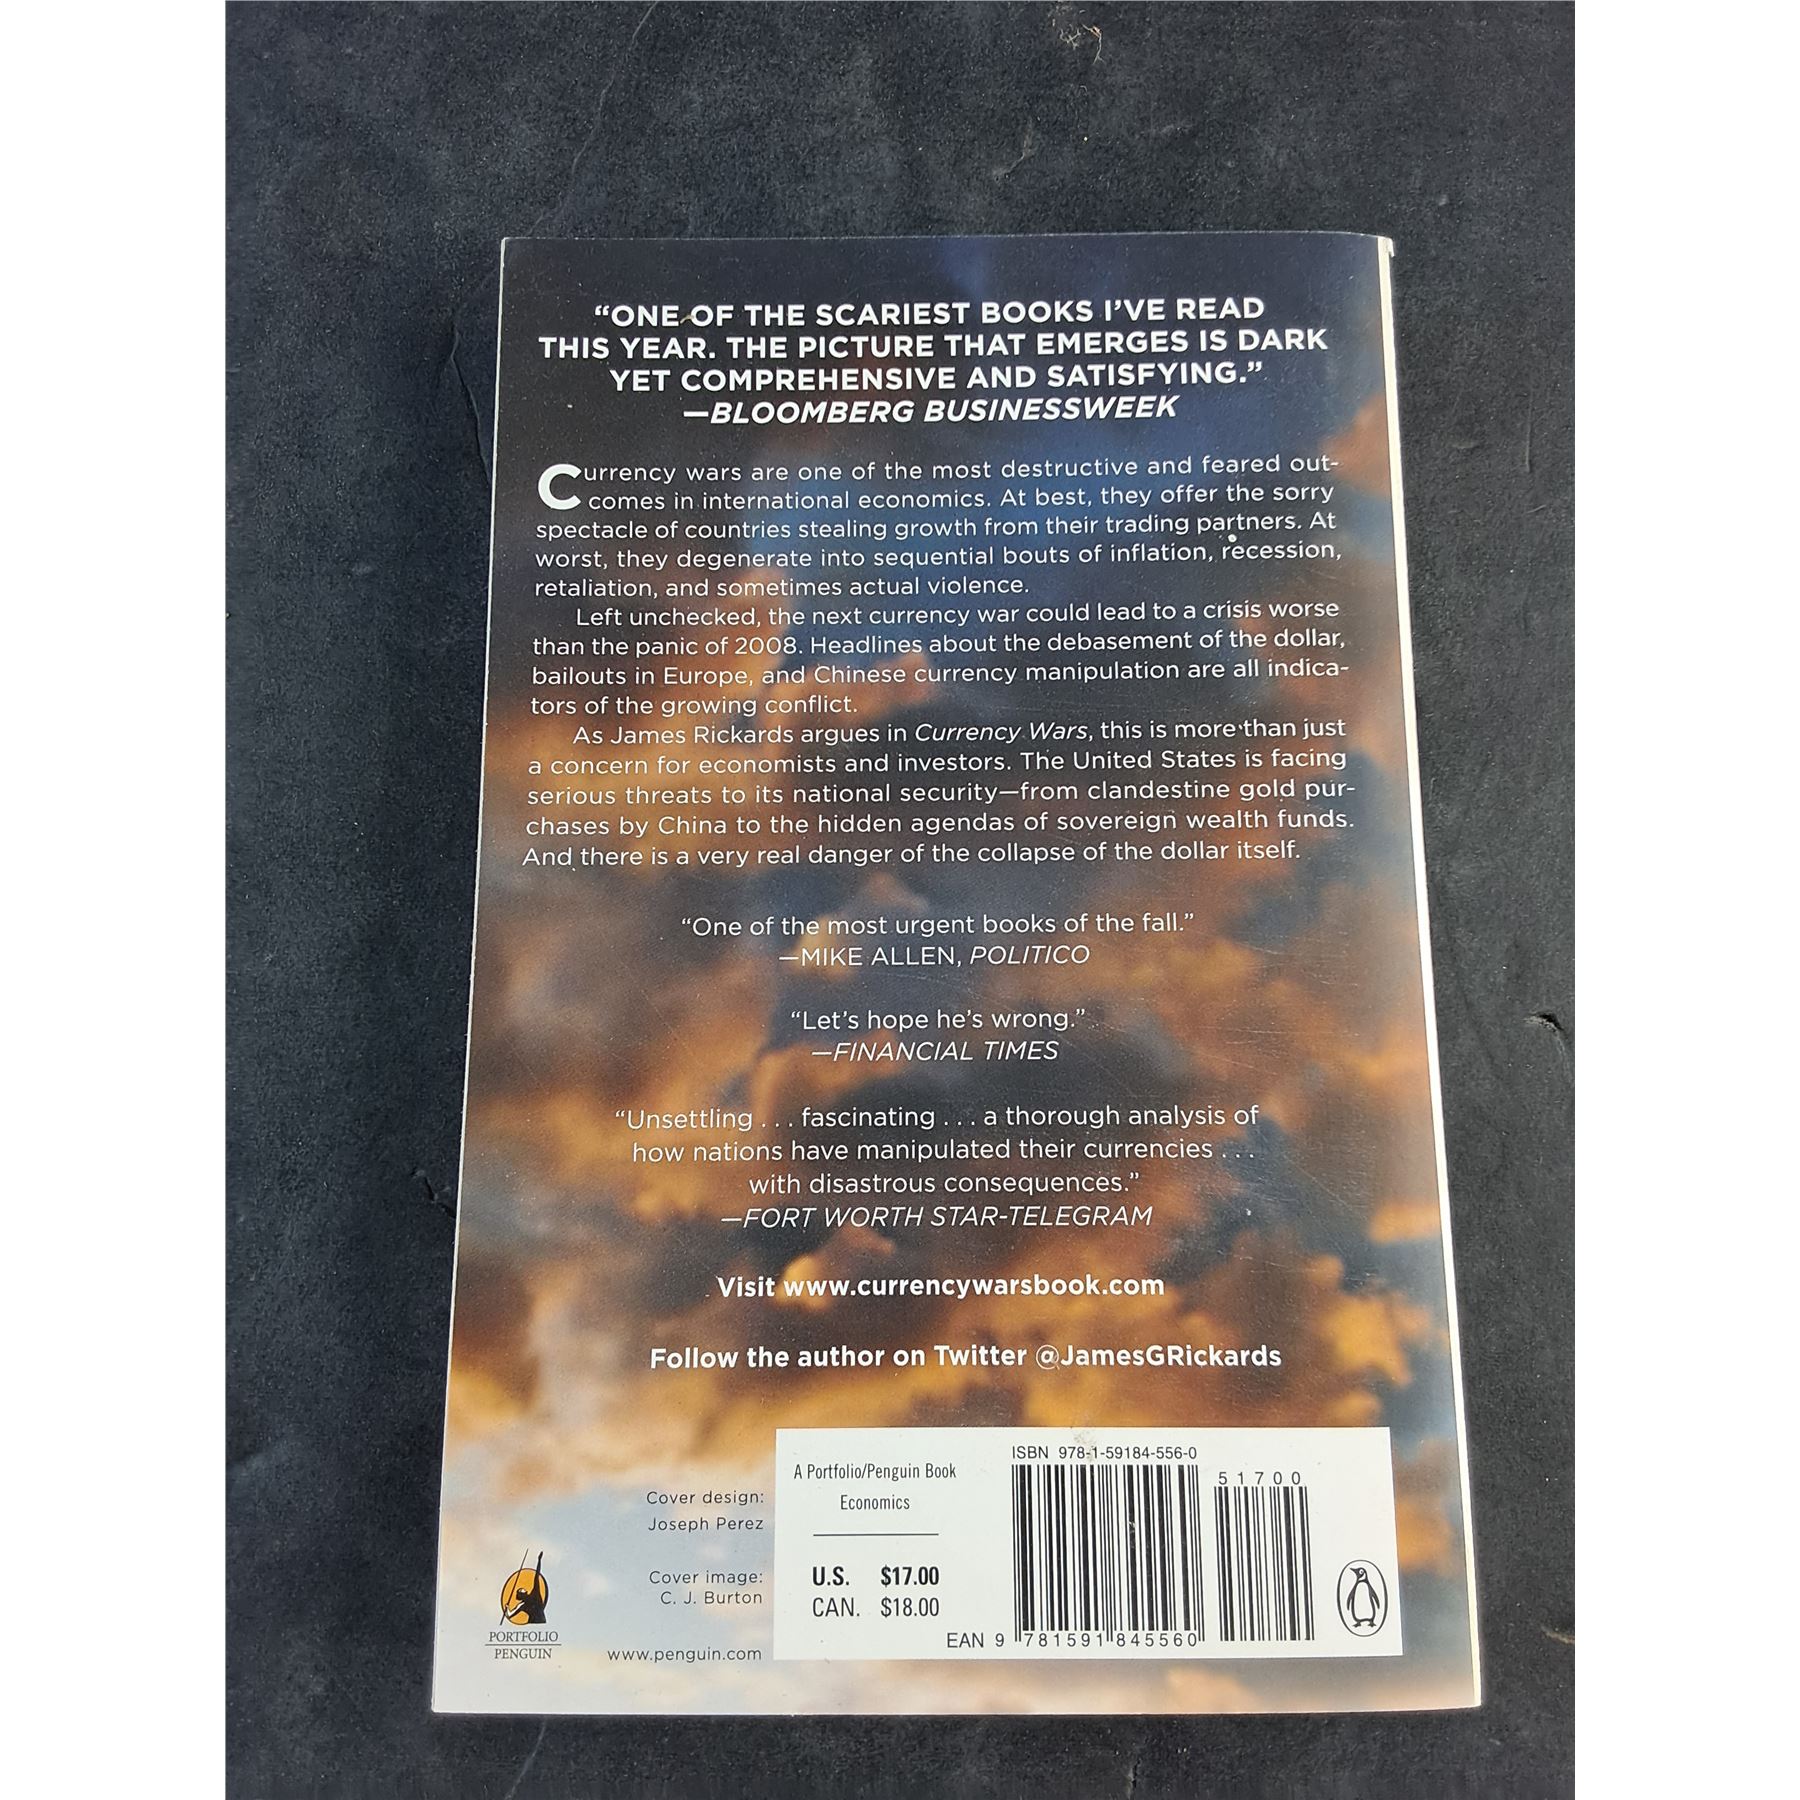 “ONE OF THE SCARIEST BOOKS I’VE READ
THIS YEAR. THE PICTURE THAT EMERGES IS DARK
YET COMPREHENSIVE AND SATISFYING.”
—BLOOMBERG BUSINESSWEEK
Currency wars are one of the most destructive and feared out-
comes in international economics. At best, they offer the sorry
spectacle of countries stealing growth from their trading partners. At
worst, they degenerate into sequential bouts of inflation, recession,
retaliation, and sometimes actual violence.
Left unchecked, the next currency war could lead to a crisis worse
than the panic of 2008. Headlines about the debasement of the dollar,
bailouts in Europe, and Chinese currency manipulation are all indica-
tors of the growing conflict.
As James Rickards argues in Currency Wars, this is more than just
a concern for economists and investors. The United States is facing
serious threats to its national security—from clandestine gold pur-
chases by China to the hidden agendas of sovereign wealth funds.
And there is a very real danger of the collapse of the dollar itself.
“One of the most urgent books of the fall.”
—MIKE ALLEN, POLITICO
“Let’s hope he’s wrong.”
—FINANCIAL TIMES
“Unsettling . . . fascinating . . . a thorough analysis of
how nations have manipulated their currencies . . .
with disastrous consequences.”
—FORT WORTH STAR-TELEGRAM
Visit www.currencywarsbook.com
Follow the author on Twitter @JamesGRickards
Cover design:
Joseph Perez
Cover image:
C. J. Burton
www.penguin.com
PORTFOLIO
PENGUIN
A Portfolio/Penguin Book
Economics
U.S. $17.00
CAN. $18.00
ISBN 978-1-59184-556-0
51700
EAN 9 781591 845560